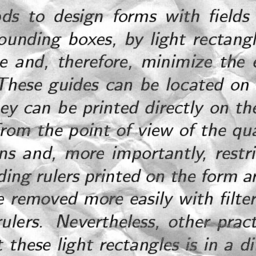 to design forms with fields
ounding boxes, by light rectangl
e and, therefore, minimize the
These guides can be located on
ey can be printed directly on the
rom the point of view of the qua
ns and, more importantly, restri
ding rulers printed on the form a
e removed more easily with filter
rulers. Nevertheless, other pract
t these light rectangles is in a di